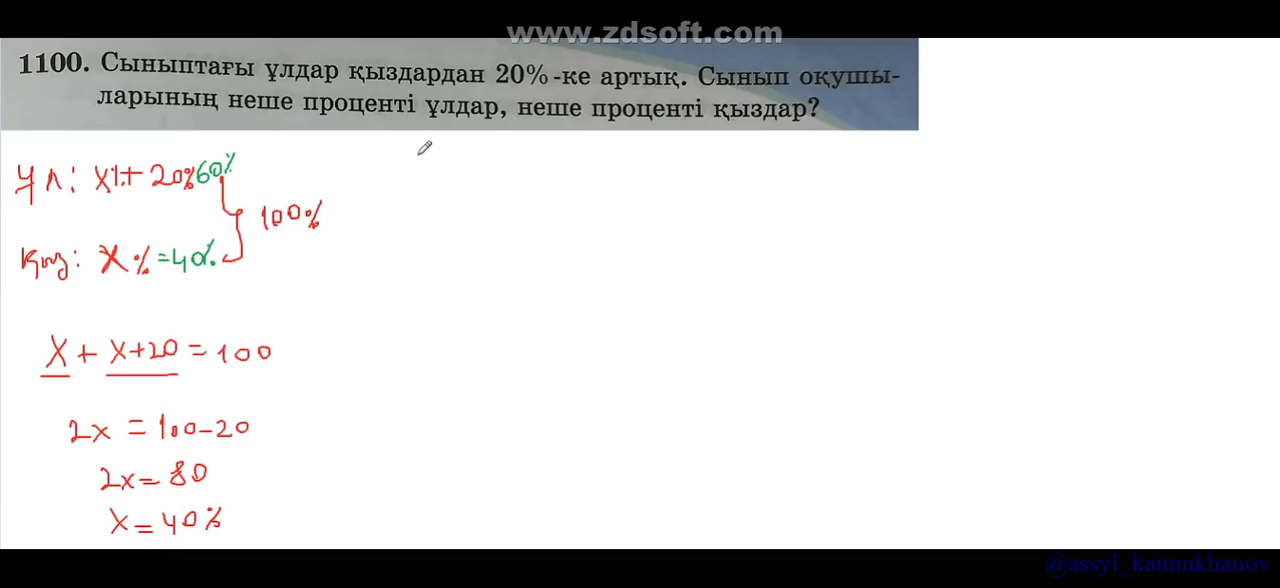 www.zdsoft.com
1100. Сыныптағы ұлдар қыздардан 20%-ке артық. Сынып оқушы-
ларының неше проценті ұлдар, неше проценті қыздар?
Ұл: x%+20% 60%
100%
Қыз: x%=40%
x + x+20 = 100
2x = 100-20
2x = 80
x = 40%
@assyl_kaimukhanov